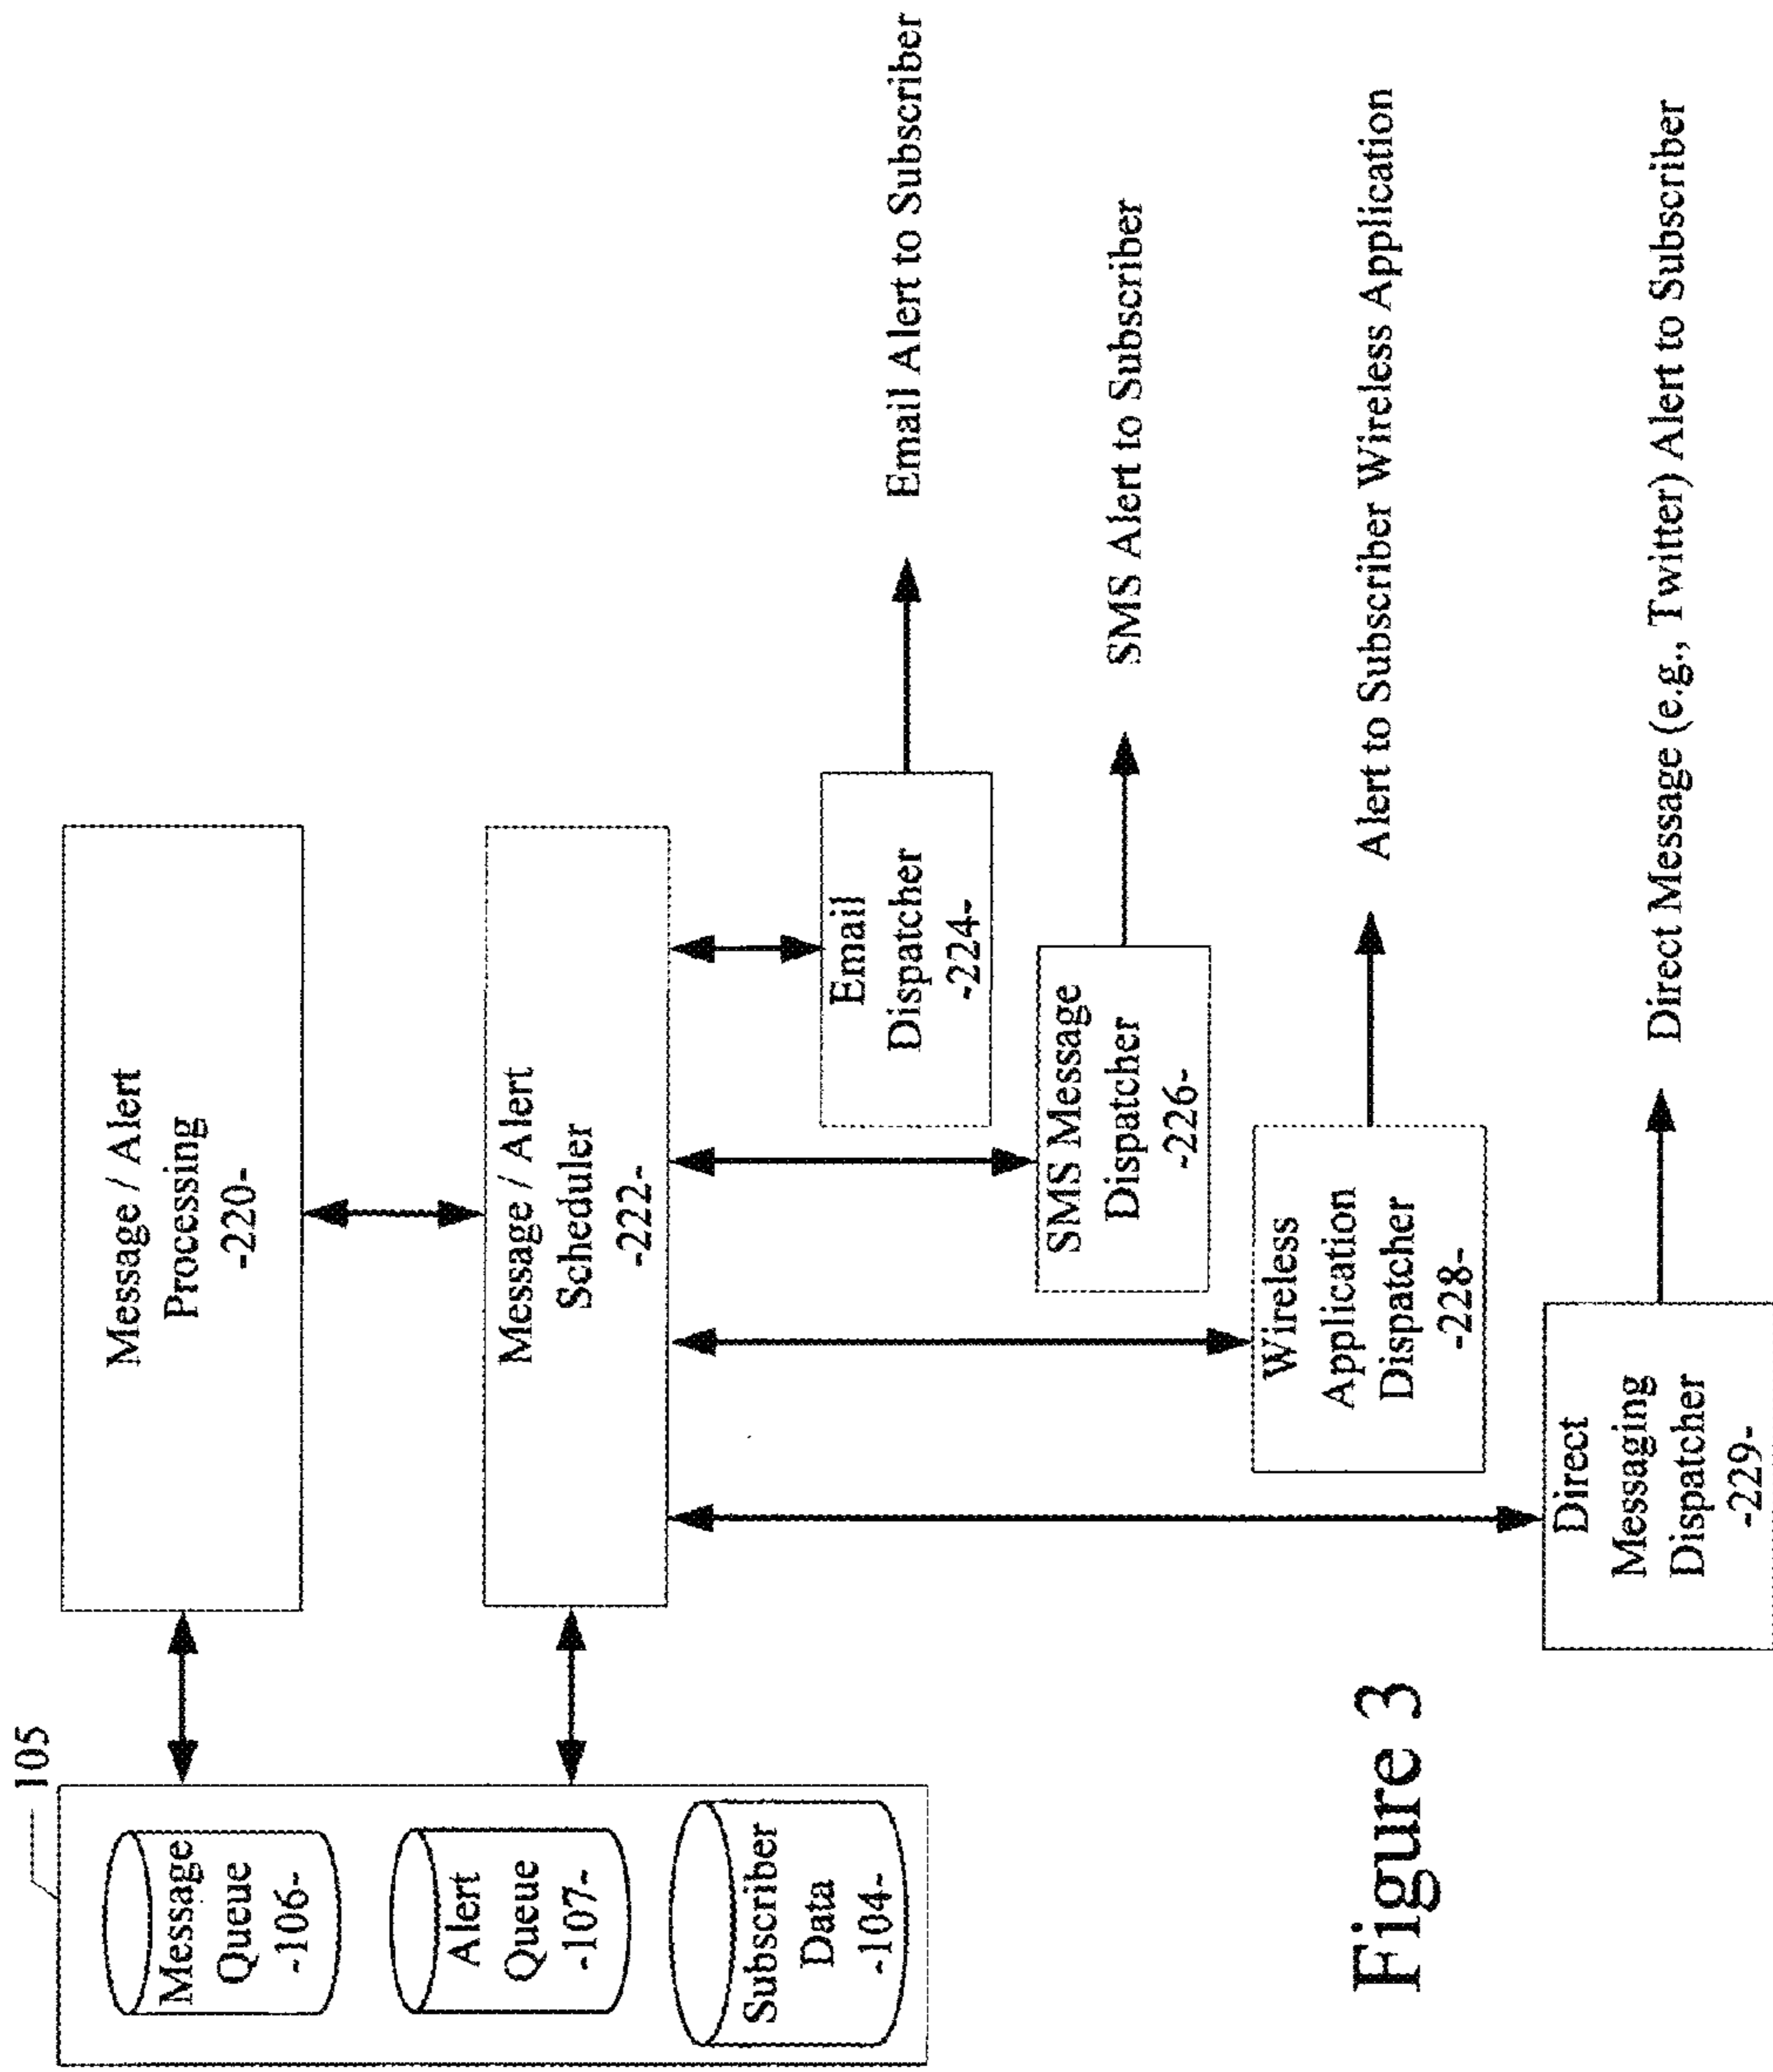 105
Message
Queue
-106-
Alert
Queue
-107-
Subscriber
Data
-104-
Message / Alert
Processing
-220-
Message / Alert
Scheduler
-222-
Email
Dispatcher
-224-
Email Alert to Subscriber
SMS Message
Dispatcher
-226-
SMS Alert to Subscriber
Wireless
Application
Dispatcher
-228-
Alert to Subscriber Wireless Application
Direct
Messaging
Dispatcher
-229-
Direct Message (e.g., Twitter) Alert to Subscriber
Figure 3